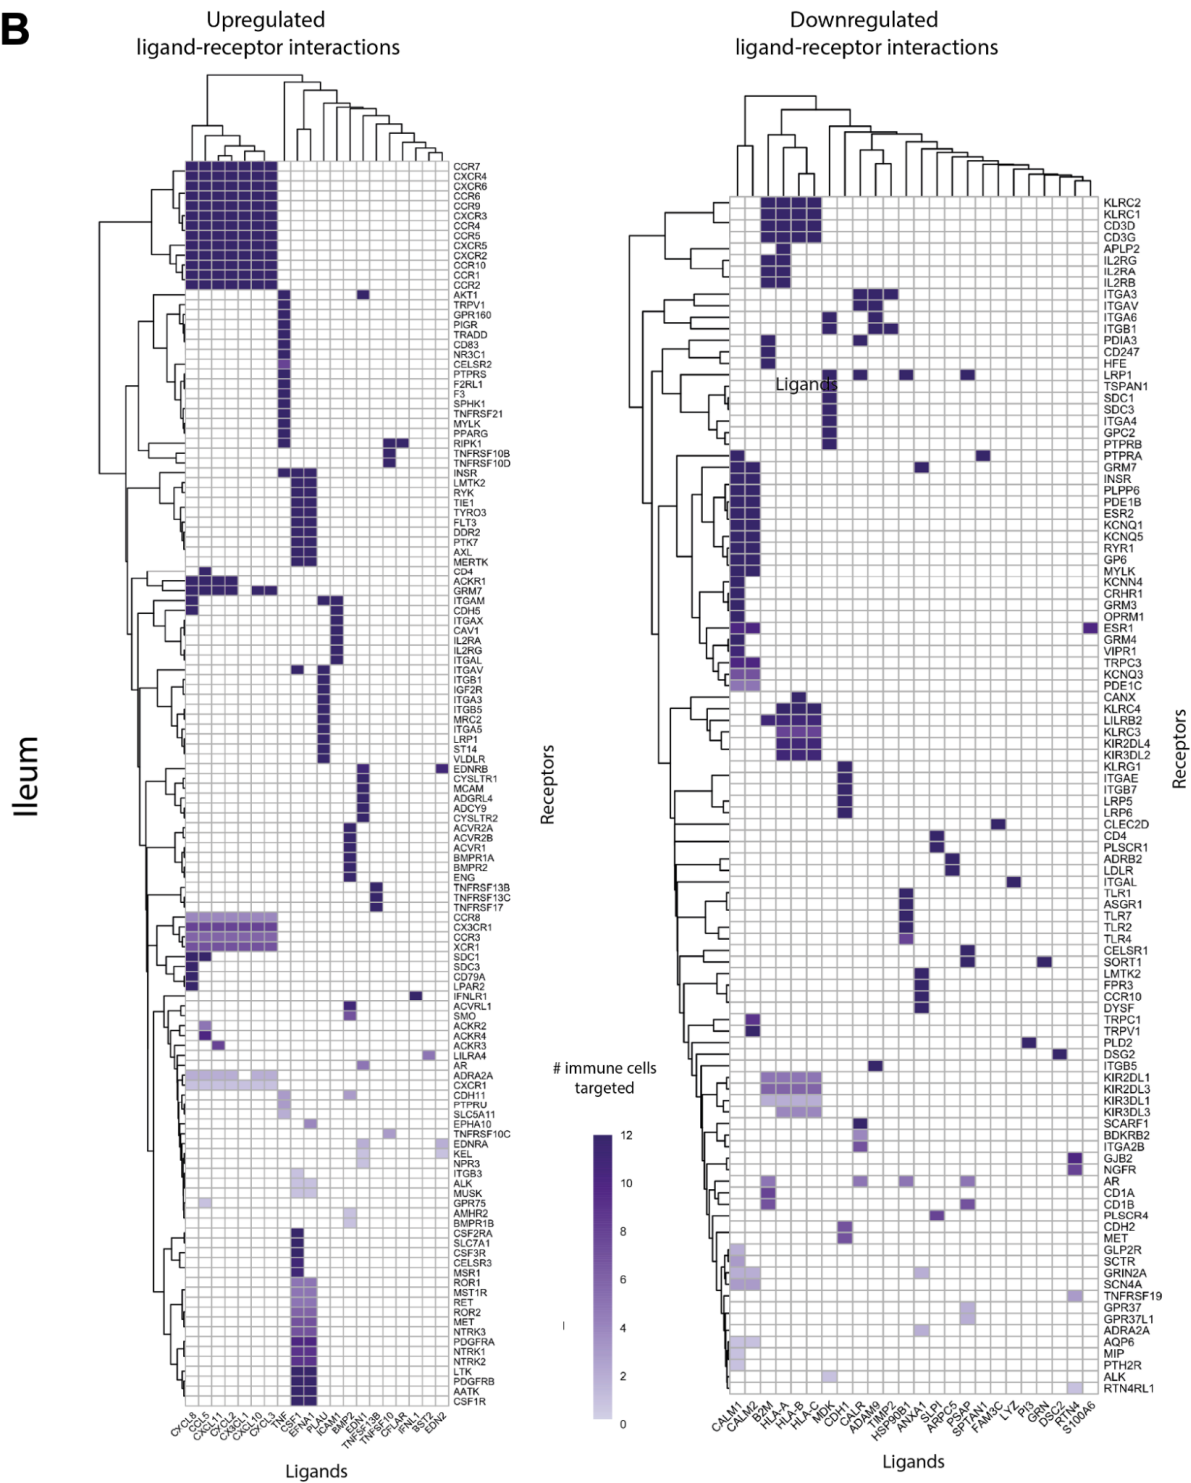 B
Upregulated
ligand-receptor interactions
Downregulated
ligand-receptor interactions
Ileum
CCR7
CXCR4
CXCR6
CCR6
CCR9
CXCR3
CCR4
CCR5
CXCR5
CXCR2
CCR10
CCR1
CCR2
AKT1
TRPV1
GPR160
PIGR
TRADD
CD83
NR3C1
CELSR2
PTPRS
F2RL1
F3
SPHK1
TNFRSF21
MYLK
PPARG
RIPK1
TNFRSF10B
TNFRSF10D
INSR
LMTK2
RYK
TIE1
TYRO3
FLT3
DDR2
PTK7
AXL
MERTK
CD4
ACKR1
GRM7
ITGAM
CDH5
ITGAX
CAV1
IL2RA
IL2RG
ITGAL
ITGAV
ITGB1
IGF2R
ITGA3
ITGB5
MRC2
ITGA5
LRP1
ST14
VLDLR
EDNRB
CYSLTR1
MCAM
ADGRL4
ADCY9
CYSLTR2
ACVR2A
ACVR2B
ACVR1
BMPR1A
BMPR2
ENG
TNFRSF13B
TNFRSF13C
TNFRSF17
CCR8
CX3CR1
CCR3
XCR1
SDC1
SDC3
CD79A
LPAR2
IFNLR1
ACVRL1
SMO
ACKR2
ACKR4
ACKR3
LILRA4
AR
ADRA2A
CXCR1
CDH11
PTPRU
SLC5A11
EPHA10
TNFRSF10C
EDNRA
KEL
NPR3
ITGB3
ALK
MUSK
GPR75
AMHR2
BMPR1B
CSF2RA
SLC7A1
CSF3R
CELSR3
MSR1
ROR1
MST1R
RET
ROR2
MET
NTRK3
PDGFRA
NTRK1
NTRK2
LTK
PDGFRB
AATK
CSF1R
Receptors
CXCL8
CCL5
CXCL11
CXCL2
CX3CL1
CXCL10
CXCL3
TNF
CSF1
EFNA1
PLAU
ICAM1
BMP2
EDN1
TNFSF13B
TNFSF10
CFLAR
IFNL1
BST2
EDN2
Ligands
# immune cells
targeted
12
10
8
6
4
2
0
KLRC2
KLRC1
CD3D
CD3G
APLP2
IL2RG
IL2RA
IL2RB
ITGA3
ITGAV
ITGA6
ITGB1
PDIA3
CD247
HFE
LRP1
Ligands
TSPAN1
SDC1
SDC3
ITGA4
GPC2
PTPRB
PTPRA
GRM7
INSR
PLPP6
PDE1B
ESR2
KCNQ1
KCNQ5
RYR1
GP6
MYLK
KCNN4
CRHR1
GRM3
OPRM1
ESR1
GRM4
VIPR1
TRPC3
KCNQ3
PDE1C
CANX
KLRC4
LILRB2
KLRC3
KIR2DL4
KIR3DL2
KLRG1
ITGAE
ITGB7
LRP5
LRP6
CLEC2D
CD4
PLSCR1
ADRB2
LDLR
ITGAL
TLR1
ASGR1
TLR7
TLR2
TLR4
CELSR1
SORT1
LMTK2
FPR3
CCR10
DYSF
TRPC1
TRPV1
PLD2
DSG2
ITGB5
KIR2DL1
KIR2DL3
KIR3DL1
KIR3DL3
SCARF1
BDKRB2
ITGA2B
GJB2
NGFR
AR
CD1A
CD1B
PLSCR4
CDH2
MET
GLP2R
SCTR
GRIN2A
SCN4A
TNFRSF19
GPR37
GPR37L1
ADRA2A
AQP6
MIP
PTH2R
ALK
RTN4RL1
Receptors
CALM1
CALM2
B2M
HLA-A
HLA-B
HLA-C
MDK
CDH1
CALR
ADAM9
TIMP2
HSP90B1
ANXA1
SLPI
ARPC5
PSAP
SPTAN1
FAM3C
LYZ
PI3
GRN
DSC2
RTN4
S100A6
Ligands